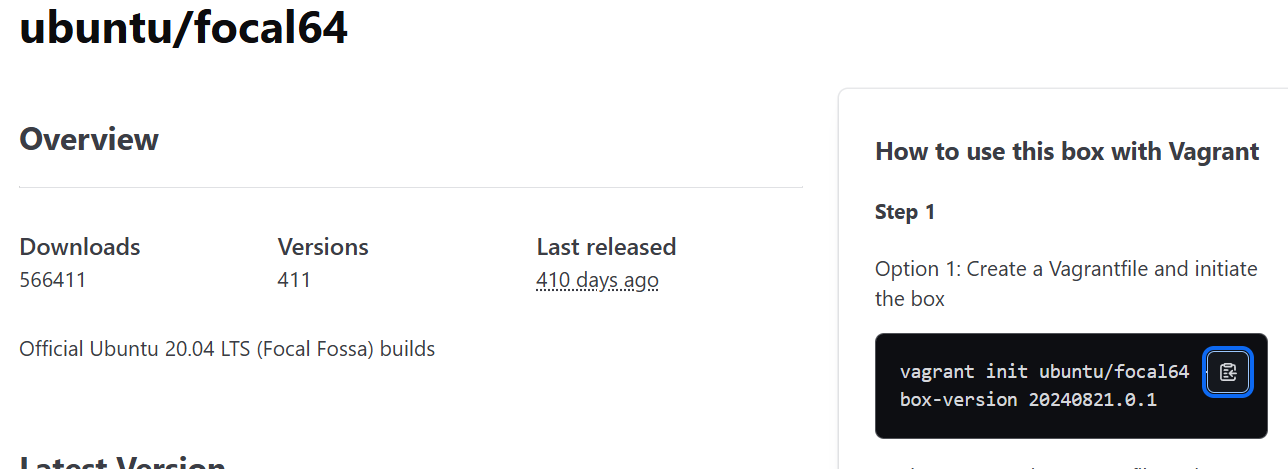 ubuntu/focal64
Overview
Downloads
566411
Versions
411
Last released
410 days ago
Official Ubuntu 20.04 LTS (Focal Fossa) builds
Latest Version
How to use this box with Vagrant
Step 1
Option 1: Create a Vagrantfile and initiate
the box
vagrant init ubuntu/focal64
box-version 20240821.0.1